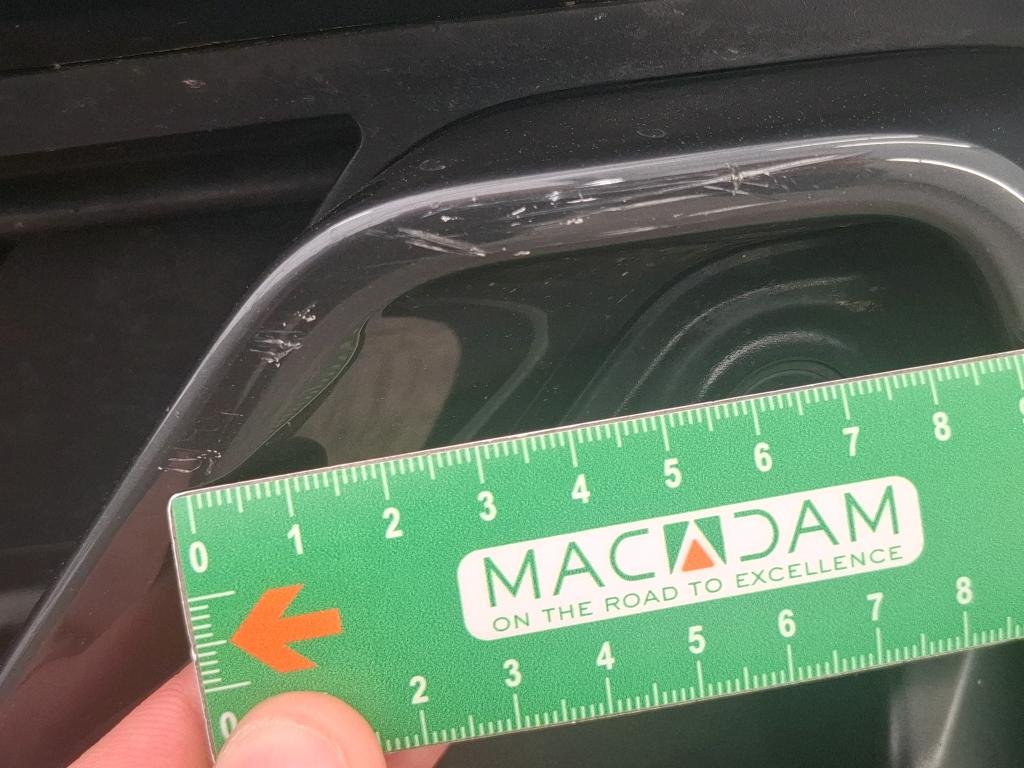 0 1 2 3 4 5 6 7 8
MACADAM
ON THE ROAD TO EXCELLENCE
0 2 3 4 5 6 7 8